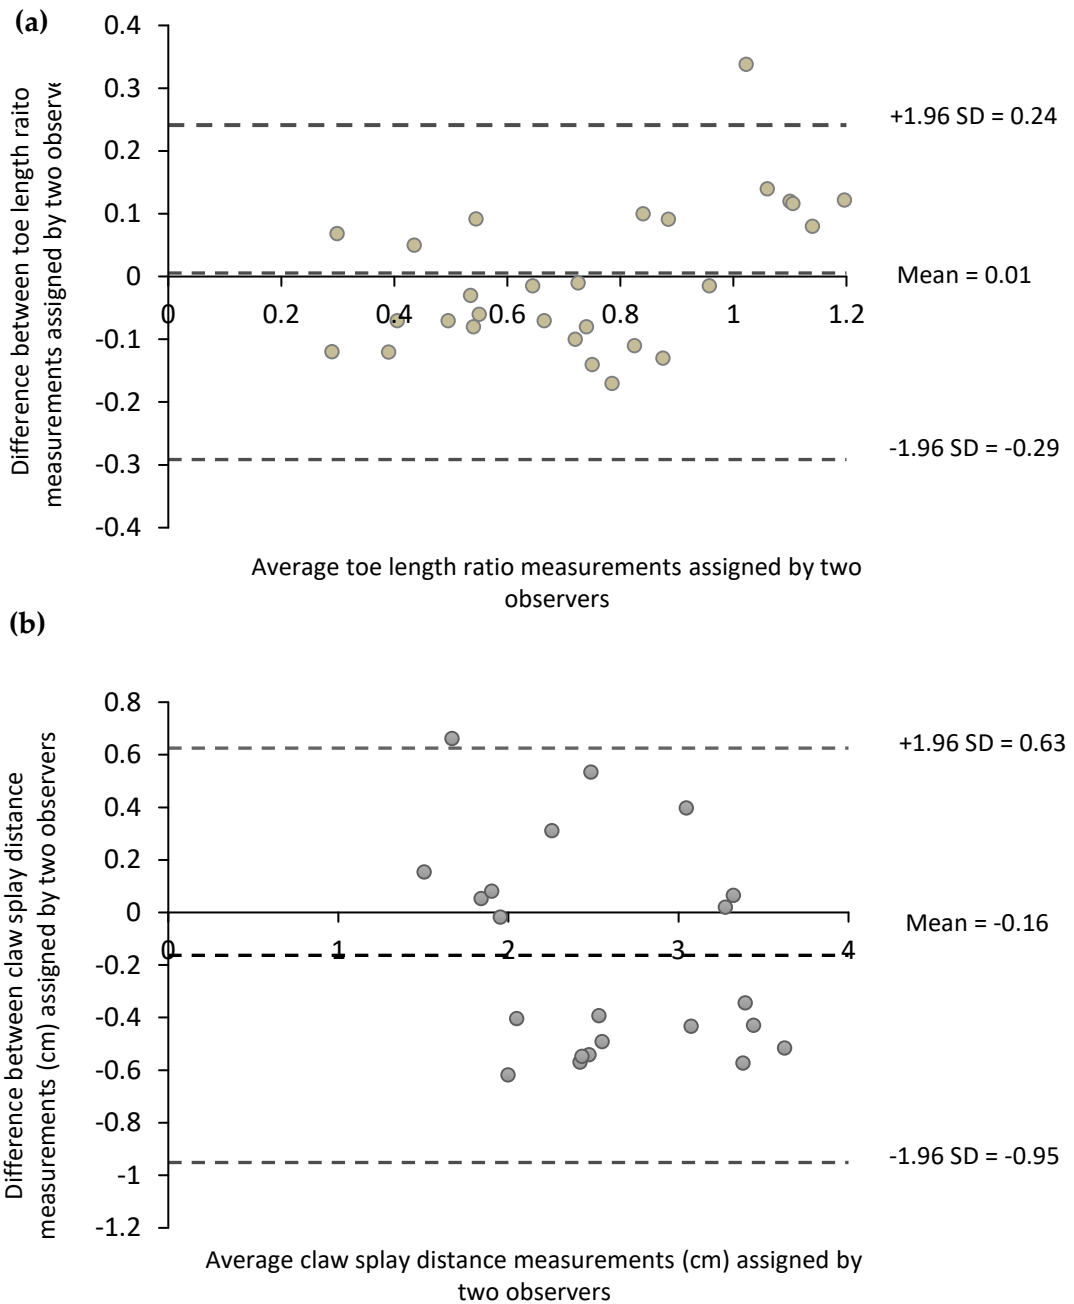 (a)
0.4
0.3
0.2
0.1
0
-0.1
-0.2
-0.3
-0.4
Difference between toe length raito
measurements assigned by two
0
0.2
0.4
0.6
0.8
1
1.2
+1.96 SD = 0.24
Mean = 0.01
-1.96 SD = -0.29
Average toe length ratio measurements assigned by two
observers
(b)
0.8
0.6
0.4
0.2
0
-0.2
-0.4
-0.6
-0.8
-1
-1.2
Difference between claw splay distance
measurements (cm) assigned by two observers
0
1
2
3
4
+1.96 SD = 0.63
Mean = -0.16
-1.96 SD = -0.95
Average claw splay distance measurements (cm) assigned by
two observers